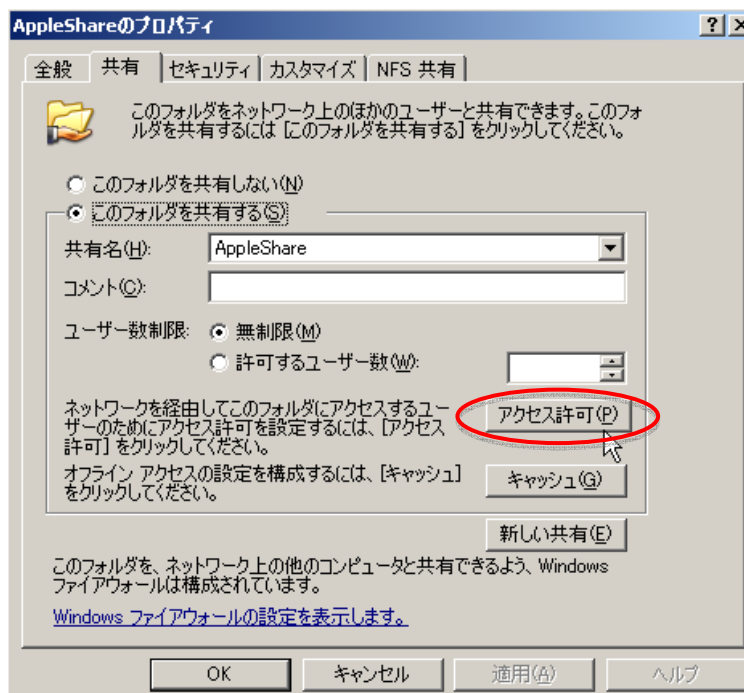 AppleShareのプロパティ
全般 共有 セキュリティ カスタマイズ NFS 共有
このフォルダをネットワーク上のほかのユーザーと共有できます。このフォ
ルダを共有するには [このフォルダを共有する] をクリックしてください。
このフォルダを共有しない(N)
このフォルダを共有する(S)
共有名(H): AppleShare
コメント(C):
ユーザー数制限: 無制限(M)
許可するユーザー数(W):
ネットワークを経由してこのフォルダにアクセスするユー
ザーのためにアクセス許可を設定するには、[アクセス
許可] をクリックしてください。
アクセス許可(P)
オフライン アクセスの設定を構成するには、[キャッシュ]
をクリックしてください。
キャッシュ(G)
新しい共有(E)
このフォルダを、ネットワーク上の他のコンピュータと共有できるよう、Windows
ファイアウォールは構成されています。
Windows ファイアウォールの設定を表示します。
OK キャンセル 適用(A) ヘルプ